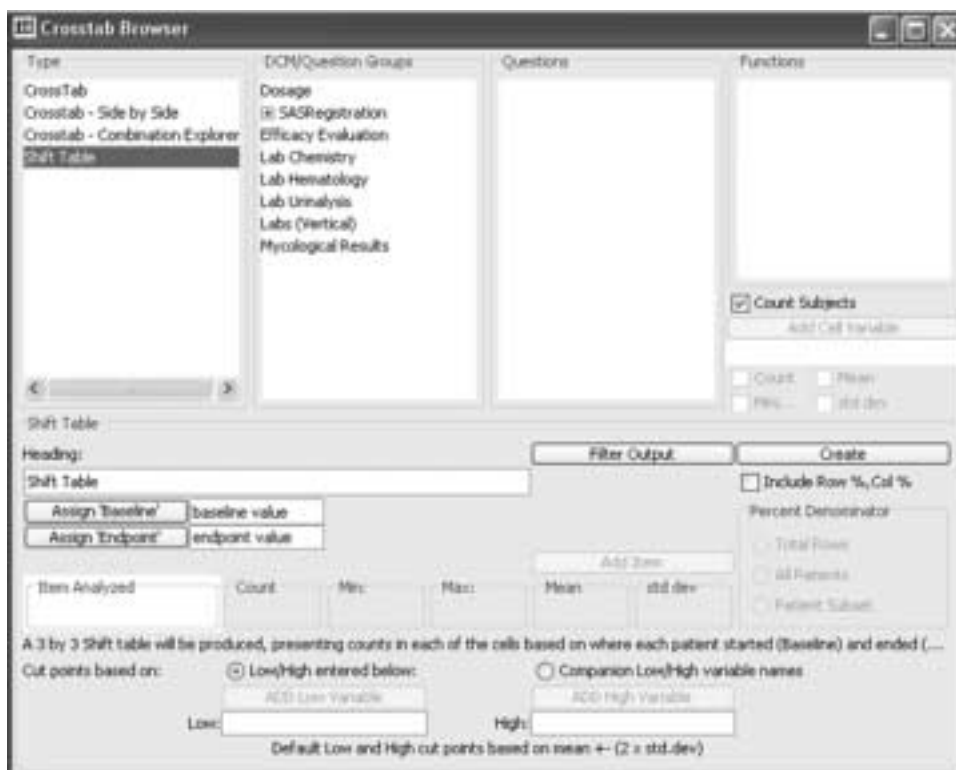 Crosstab Browser
Type
CrossTab
Crosstab - Side by Side
Crosstab - Combination Explorer
Shift Table
DCM/Question Groups
Dosage
SASRegistration
Efficacy Evaluation
Lab Chemistry
Lab Hematology
Lab Urinalysis
Labs (Vertical)
Mycological Results
Questions
Functions
Count Subjects
Add Cell Variable
Count Mean
Min... std dev
Shift Table
Heading:
Filter Output Create
Shift Table
Include Row %, Col %
Assign 'Baseline' baseline value
Assign 'Endpoint' endpoint value
Percent Denominator
Total Rows
All Patients
Patient Subset
Add Item
Item Analyzed Count Min: Max: Mean std dev
A 3 by 3 Shift table will be produced, presenting counts in each of the cells based on where each patient started (Baseline) and ended (....
Cut points based on: Low/High entered below: Companion Low/High variable names
ADD Low Variable ADD High Variable
Low: High:
Default Low and High cut points based on mean +- (2 x std.dev)